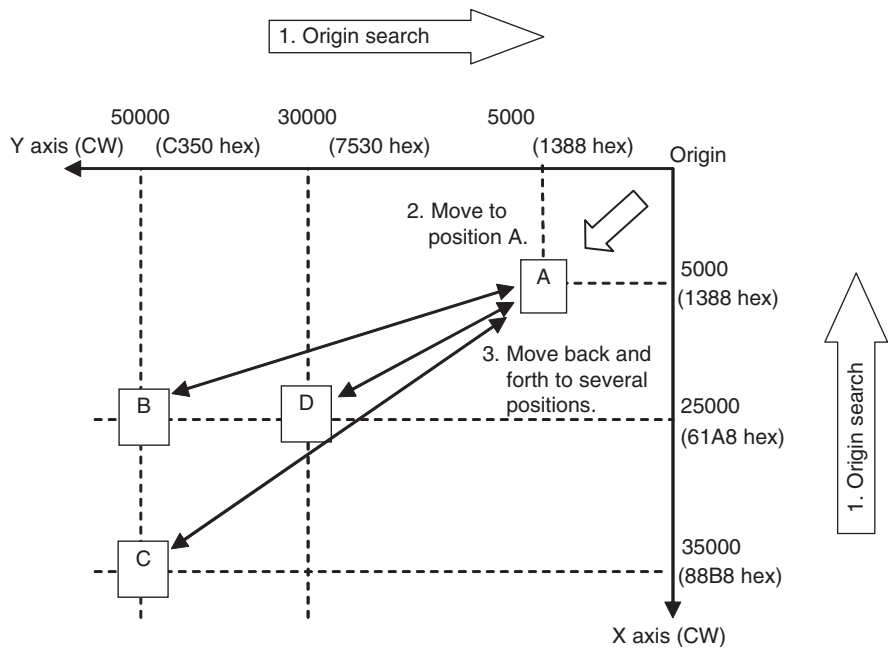 1. Origin search
50000
30000
5000
Y axis (CW)
(C350 hex)
(7530 hex)
(1388 hex)
Origin
2. Move to
position A.
A
5000
(1388 hex)
3. Move back and
forth to several
positions.
B
D
25000
(61A8 hex)
1. Origin search
C
35000
(88B8 hex)
X axis (CW)